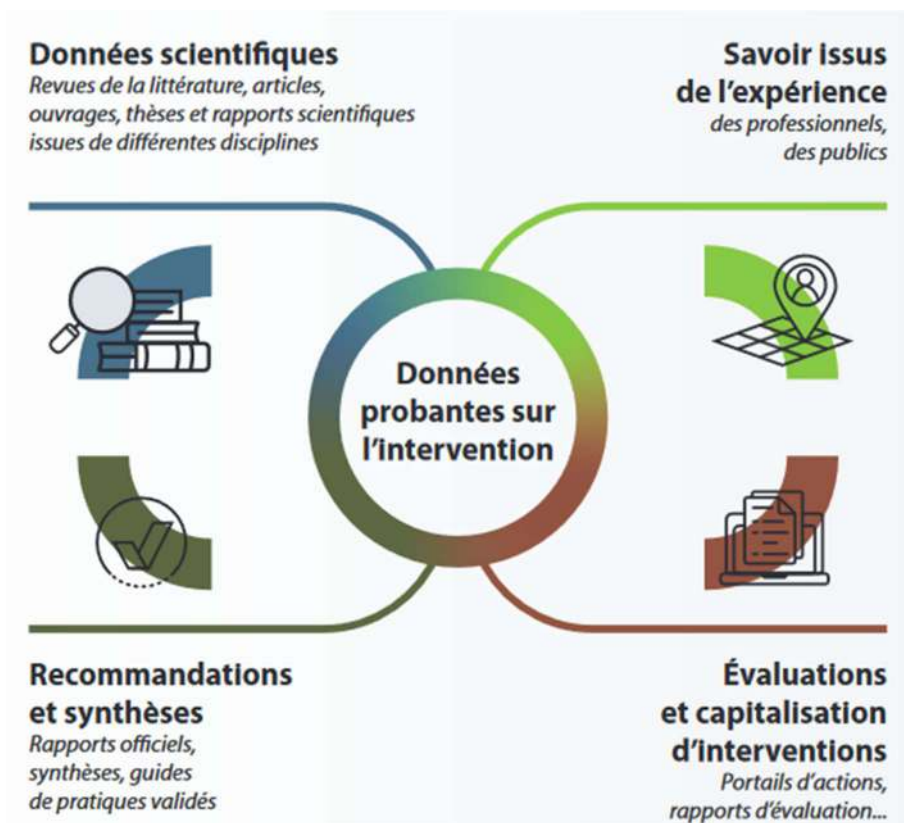 Données scientifiques
Revues de la littérature, articles,
ouvrages, thèses et rapports scientifiques
issues de différentes disciplines
Savoir issus
de l'expérience
des professionnels,
des publics
Données
probantes sur
l'intervention
Recommandations
et synthèses
Rapports officiels,
synthèses, guides
de pratiques validés
Évaluations
et capitalisation
d'interventions
Portails d'actions,
rapports d'évaluation...